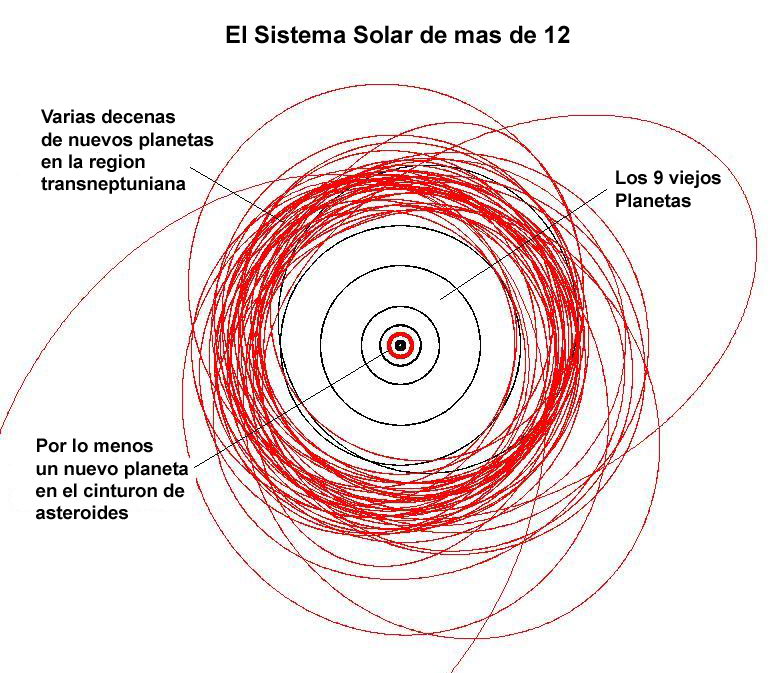 El Sistema Solar de mas de 12
Varias decenas
de nuevos planetas
en la region
transneptuniana
Los 9 viejos
Planetas
Por lo menos
un nuevo planeta
en el cinturon de
asteroides